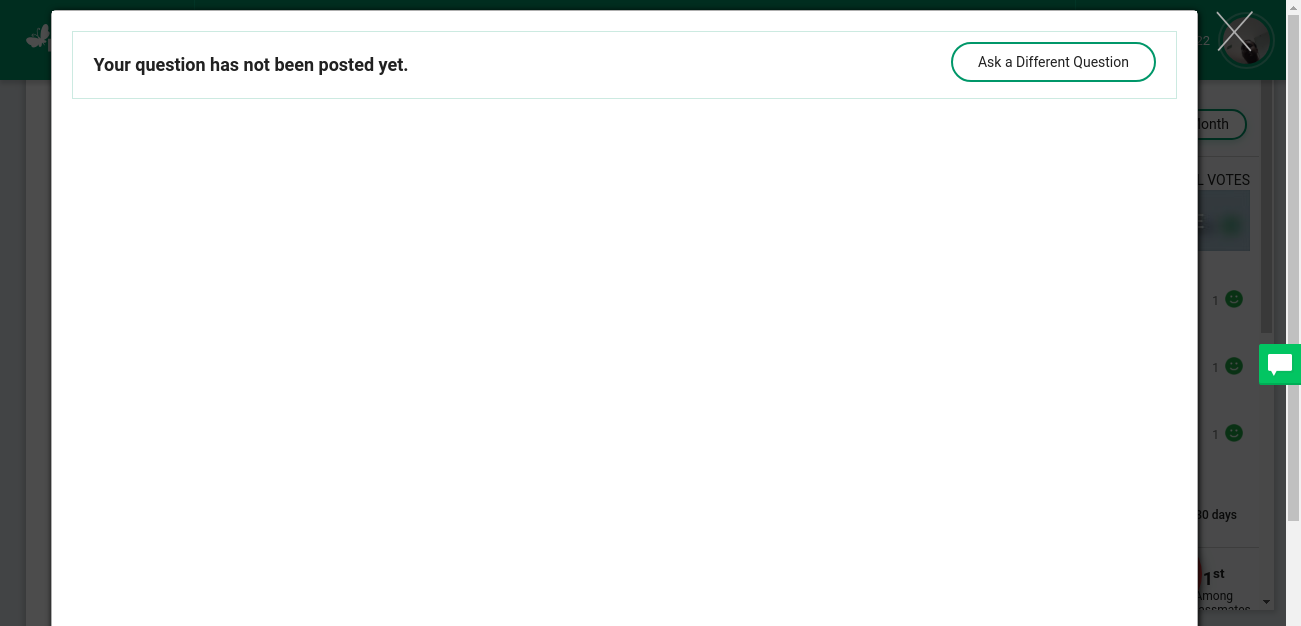 Your question has not been posted yet.
Ask a Different Question
22
lonth
L VOTES
E
1
1
1
30 days
1st
Among
assmates